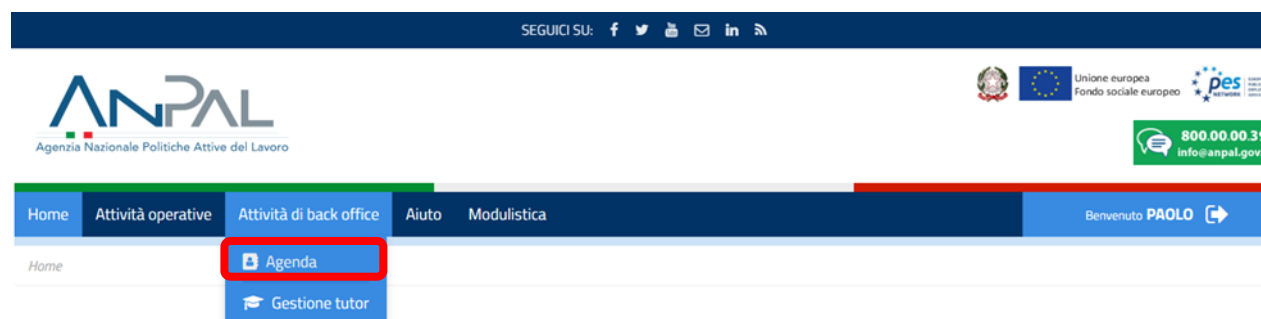 SEGUICI SU:
ANPAL
Agenzia Nazionale Politiche Attive del Lavoro
Unione europea
Fondo sociale europeo
pes
NETWORK
800.00.00.39
info@anpal.gov
Home Attività operative Attività di back office Aiuto Modulistica Benvenuto PAOLO
Home
Agenda
Gestione tutor